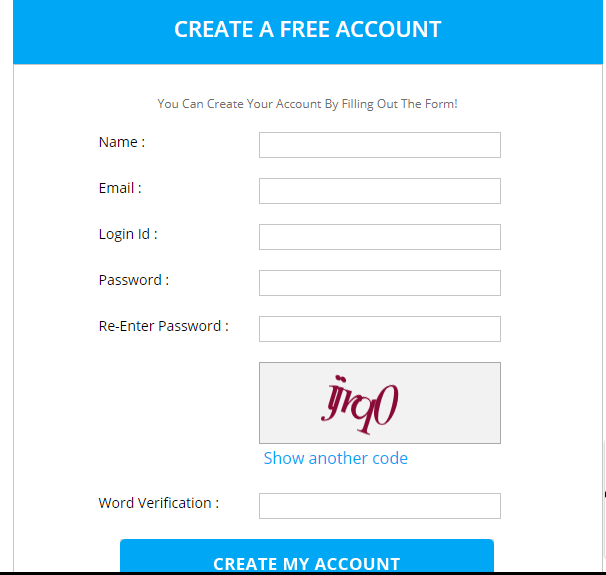 CREATE A FREE ACCOUNT
You Can Create Your Account By Filling Out The Form!
Name :
Email :
Login Id :
Password :
Re-Enter Password :
Show another code
Word Verification :
CREATE MY ACCOUNT